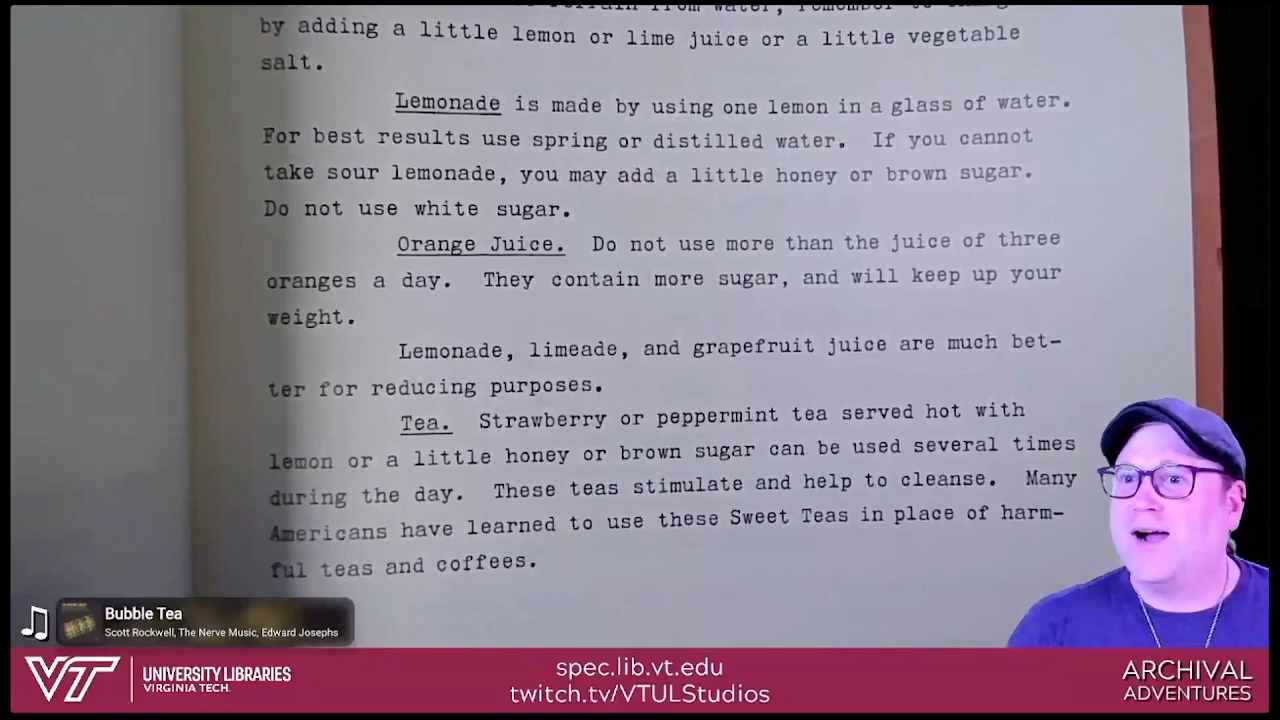 from water, remember to
by adding a little lemon or lime juice or a little vegetable
salt.
Lemonade is made by using one lemon in a glass of water.
For best results use spring or distilled water. If you cannot
take sour lemonade, you may add a little honey or brown sugar.
Do not use white sugar.
Orange Juice. Do not use more than the juice of three
oranges a day. They contain more sugar, and will keep up your
weight.
Lemonade, limeade, and grapefruit juice are much bet-
ter for reducing purposes.
Tea. Strawberry or peppermint tea served hot with
lemon or a little honey or brown sugar can be used several times
during the day. These teas stimulate and help to cleanse. Many
Americans have learned to use these Sweet Teas in place of harm-
ful teas and coffees.
Bubble Tea
Scott Rockwell, The Nerve Music, Edward Josephs
VT UNIVERSITY LIBRARIES
VIRGINIA TECH.
spec.lib.vt.edu
twitch.tv/VTULStudios
ARCHIVAL
ADVENTURES